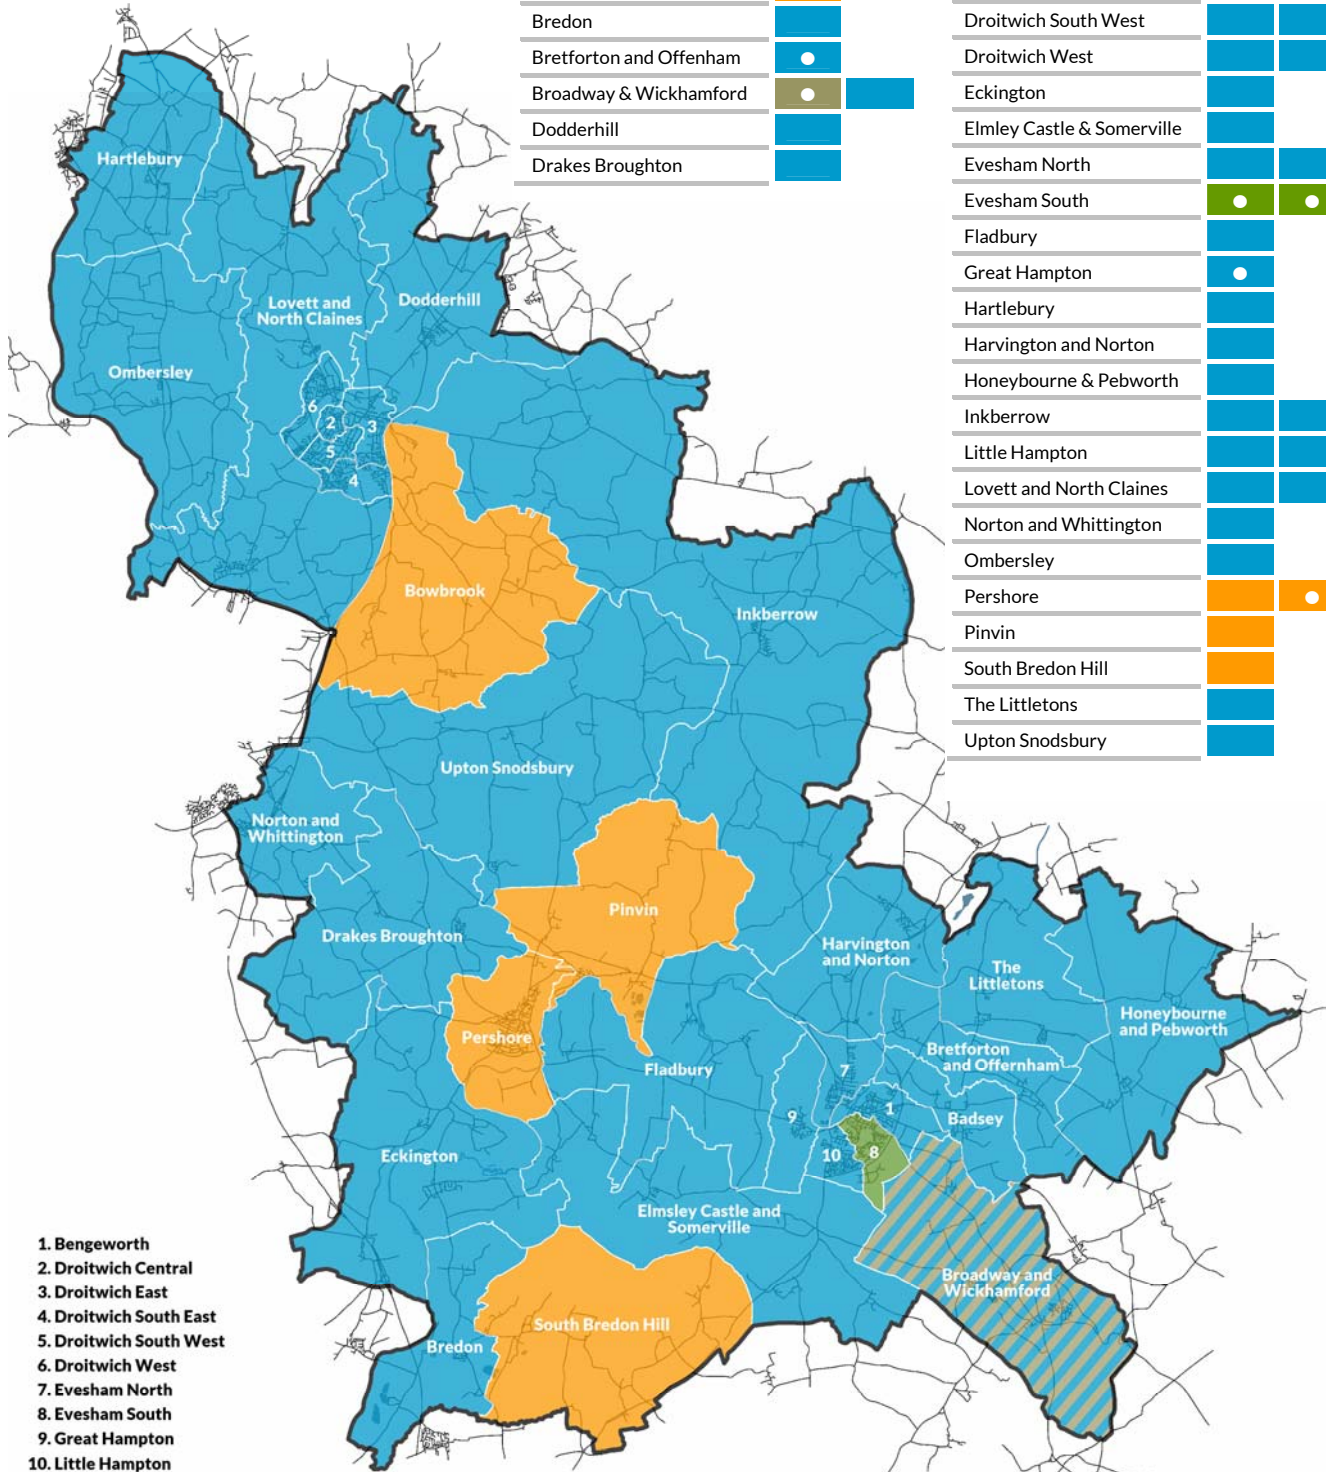 Bredon
Bretforton and Offenham
Broadway & Wickhamford
Dodderhill
Drakes Broughton
Droitwich South West
Droitwich West
Eckington
Elmley Castle & Somerville
Evesham North
Evesham South
Fladbury
Great Hampton
Hartlebury
Harvington and Norton
Honeybourne & Pebworth
Inkberrow
Little Hampton
Lovett and North Claines
Norton and Whittington
Ombersley
Pershore
Pinvin
South Bredon Hill
The Littletons
Upton Snodsbury
Hartlebury
Lovett and
North Claines
Dodderhill
Ombersley
6
2
3
5
4
Bowbrook
Inkberrow
Upton Snodsbury
Norton and
Whittington
Pinvin
Drakes Broughton
Harvington
and Norton
The
Littletons
Honeybourne
and Pebworth
Pershore
Fladbury
Bretforton
and Offernham
7
1
9
Badsey
10
8
Eckington
Elmsley Castle and
Somerville
Broadway and
Wickhamford
South Bredon Hill
Bredon
1. Bengeworth
2. Droitwich Central
3. Droitwich East
4. Droitwich South East
5. Droitwich South West
6. Droitwich West
7. Evesham North
8. Evesham South
9. Great Hampton
10. Little Hampton